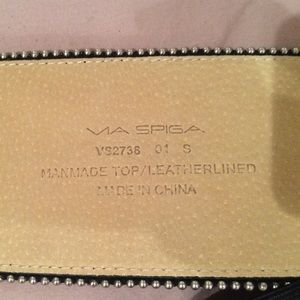 VIA SPIGA
VS2738 01 S
MANMADE TOP/LEATHERLINED
MADE IN CHINA